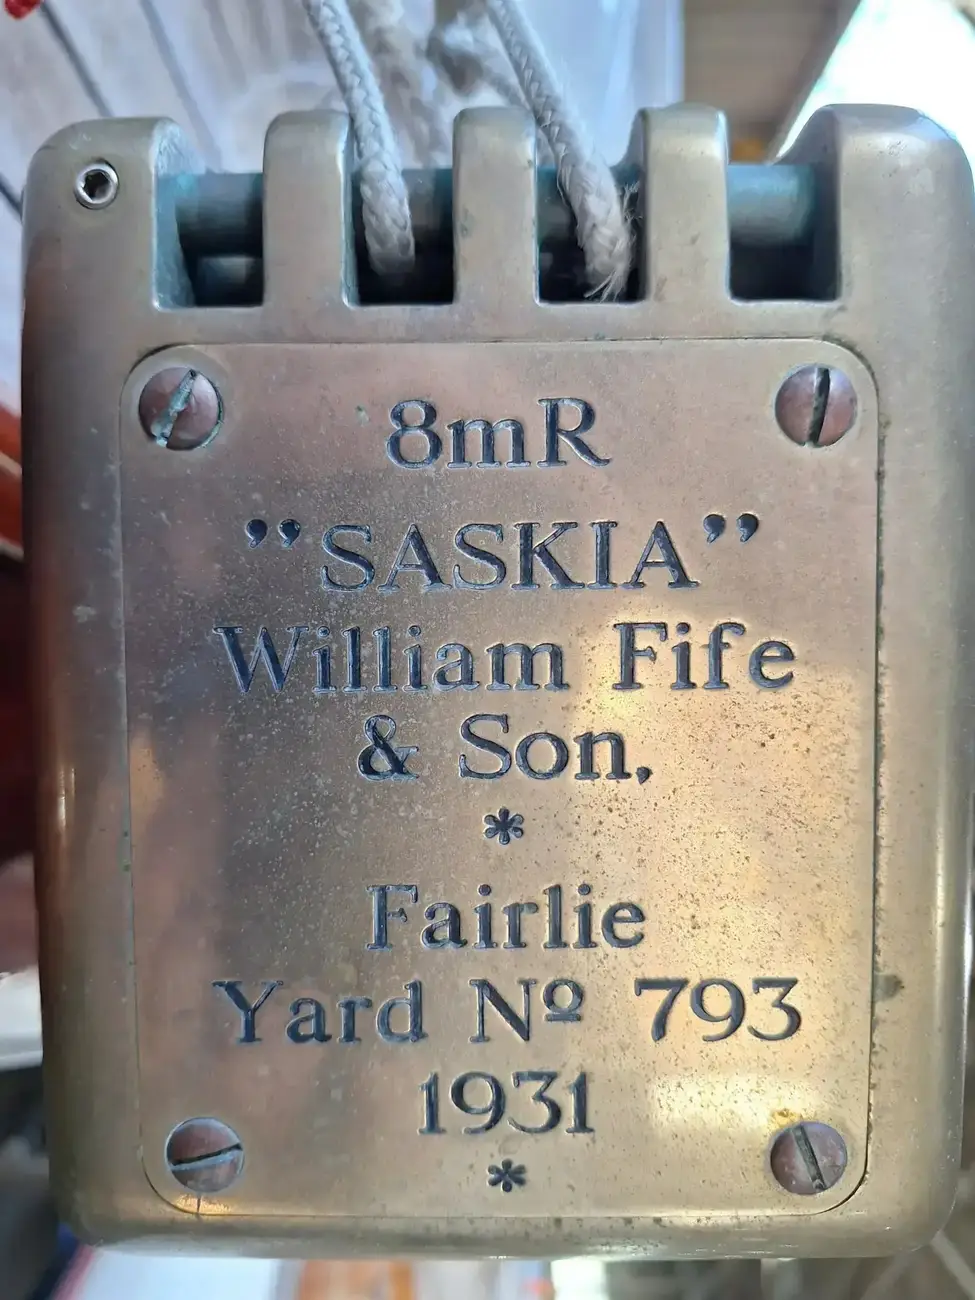 8mR
”SASKIA”
William Fife
& Son,
*
Fairlie
Yard Nº 793
1931
*